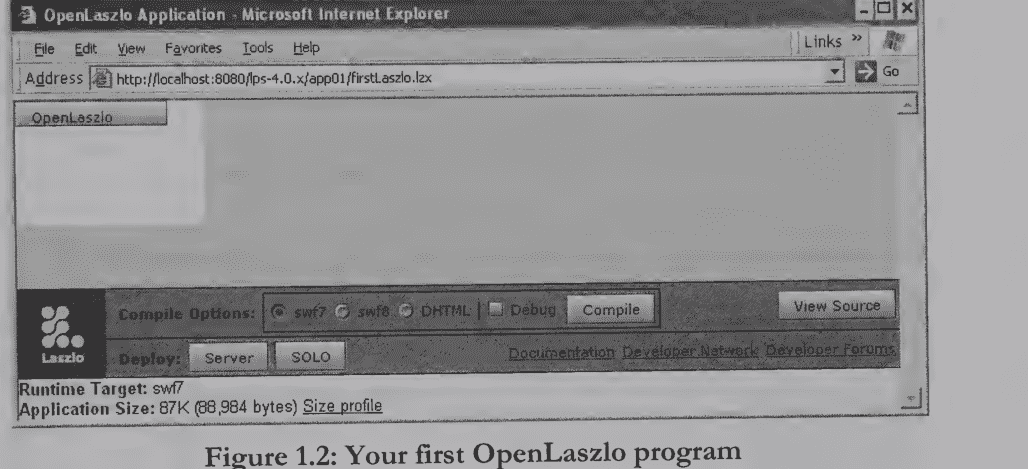 OpenLaszlo Application - Microsoft Internet Explorer
File Edit View Favorites Tools Help Links »
Address http://localhost:8080/lps-4.0.x/app01/firstLaszlo.lzx Go
OpenLaszlo
Compile Options: swf7 swf8 DHTML | Debug Compile View Source
Laszlo
Deploy: Server SOLO Documentation Developer Network Developer Forums
Runtime Target: swf7
Application Size: 87K (88,984 bytes) Size profile
Figure 1.2: Your first OpenLaszlo program